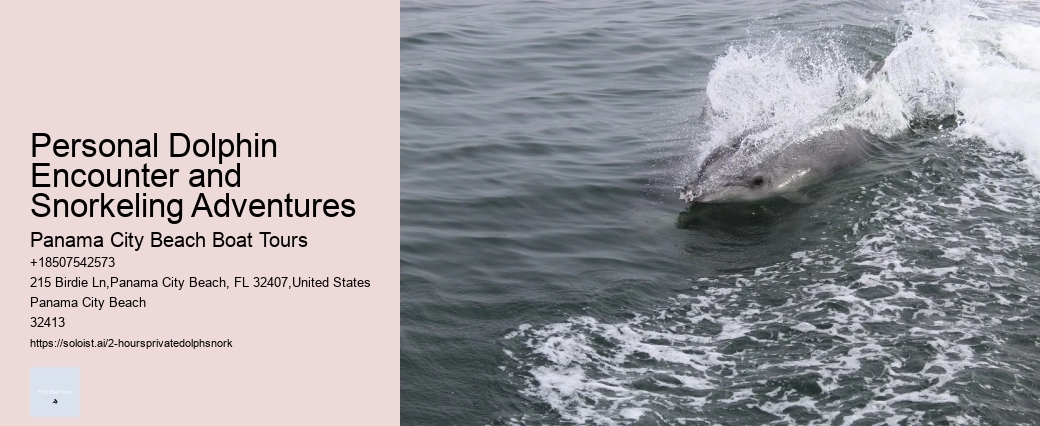 Personal Dolphin
Encounter and
Snorkeling Adventures
Panama City Beach Boat Tours
+18507542573
215 Birdie Ln,Panama City Beach, FL 32407,United States
Panama City Beach
32413
https://soloist.ai/2-hoursprivatedolphsnork